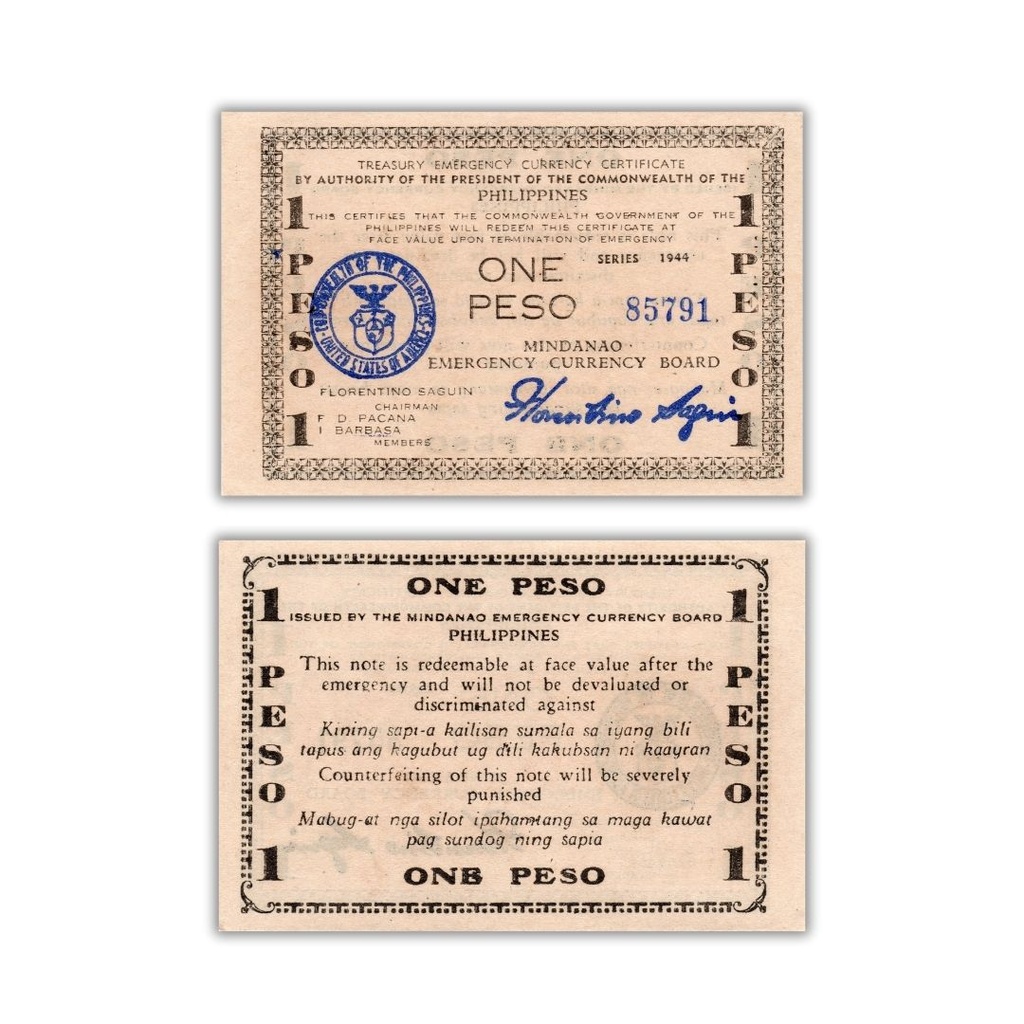 TREASURY EMERGENCY CURRENCY CERTIFICATE
BY AUTHORITY OF THE PRESIDENT OF THE COMMONWEALTH OF THE
PHILIPPINES
1
1
THIS CERTIFIES THAT THE COMMONWEALTH GOVERNMENT OF THE
PHILIPPINES WILL REDEEM THIS CERTIFICATE AT
FACE VALUE UPON TERMINATION OF EMERGENCY
PESO
PESO
SERIES 1944
ONE
PESO
85791
COMMONWEALTH OF THE PHILIPPINES
UNITED STATES OF AMERICA
MINDANAO
EMERGENCY CURRENCY BOARD
FLORENTINO SAGUIN
CHAIRMAN
F D. PACANA
I BARBASA
MEMBERS
Florentino Saguin
1
1
ONE PESO
1
1
ISSUED BY THE MINDANAO EMERGENCY CURRENCY BOARD
PHILIPPINES
PESO
PESO
This note is redeemable at face value after the
emergency and will not be devaluated or
discriminated against
Kining sapi-a kailisan sumala sa iyang bili
tapus ang kagubut ug dili kakubsan ni kaayran
Counterfeiting of this note will be severely
punished
Mabug-at nga silot ipahamtang sa maga kawat
pag sundog ning sapia
1
1
ONB PESO